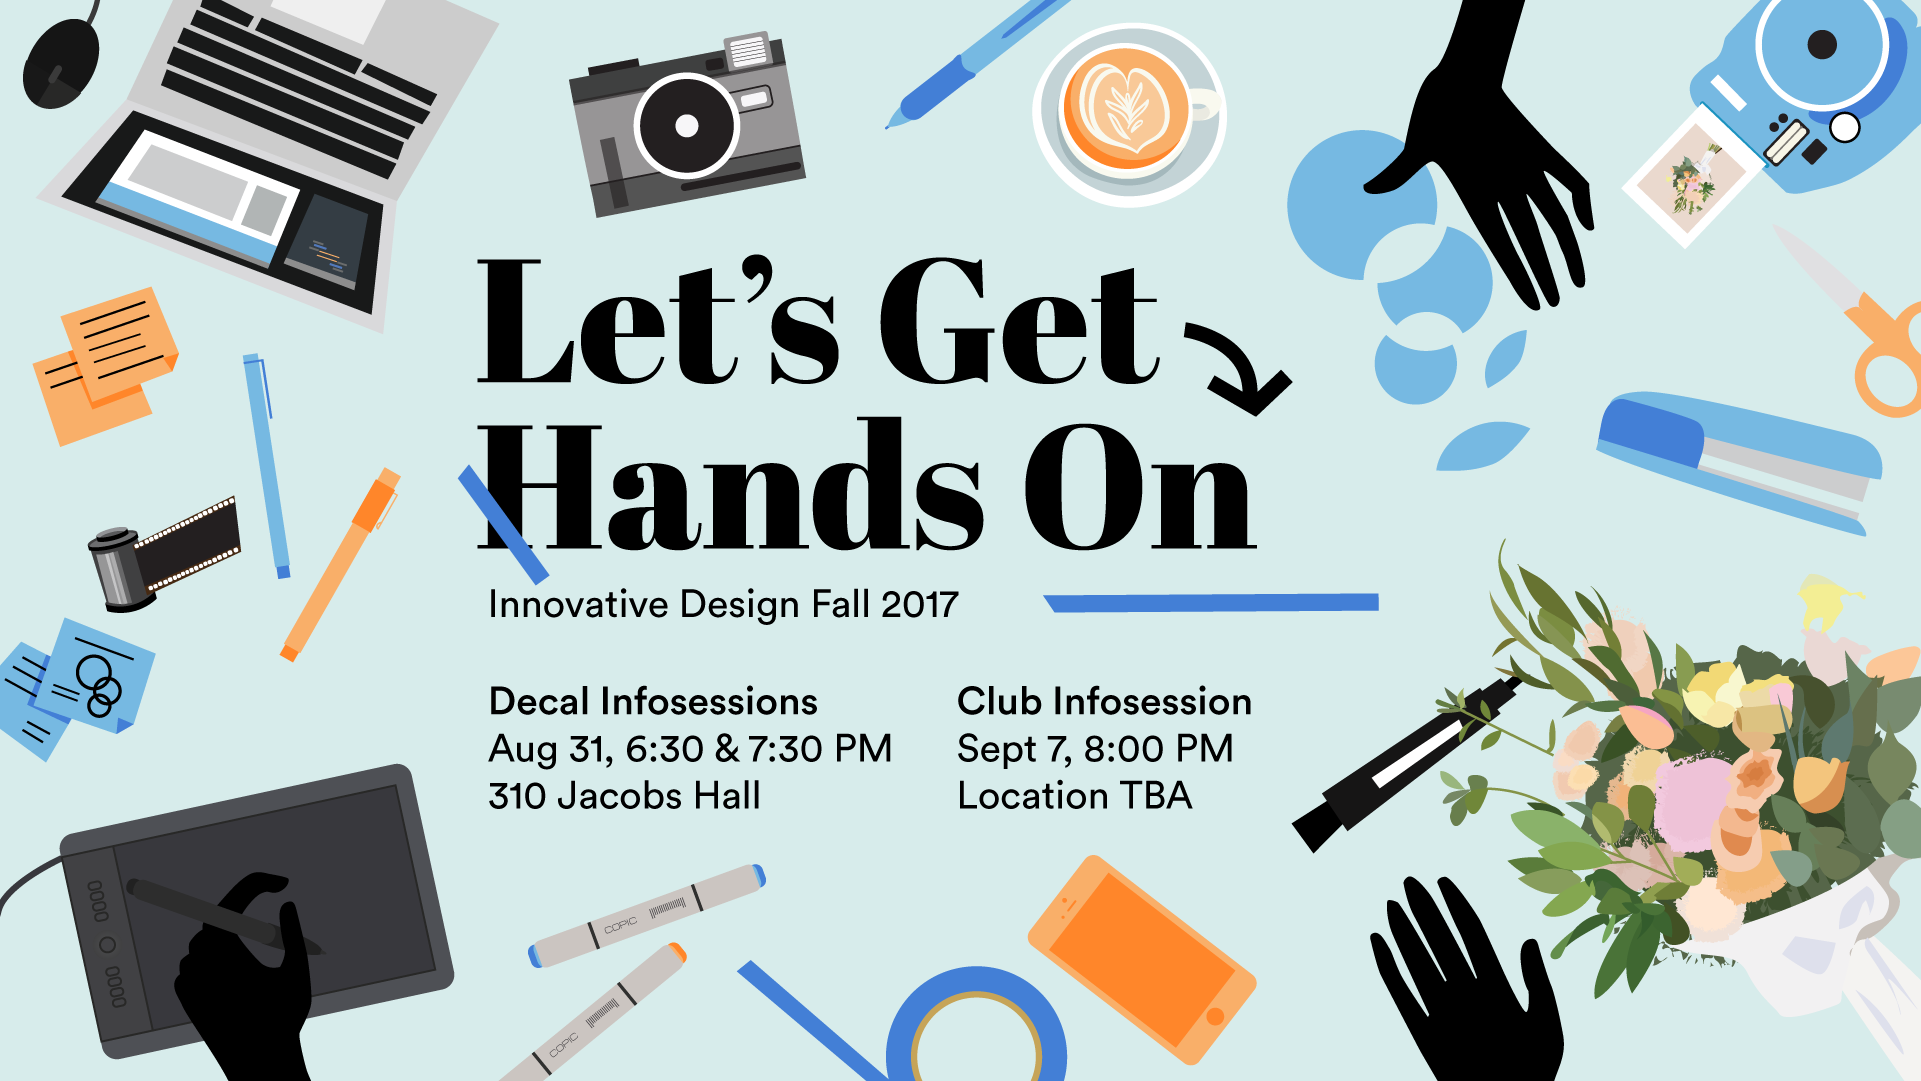 Let's Get
Hands On
Innovative Design Fall 2017
Decal Infosessions
Aug 31, 6:30 & 7:30 PM
310 Jacobs Hall
Club Infosession
Sept 7, 8:00 PM
Location TBA
COPIC
COPIC